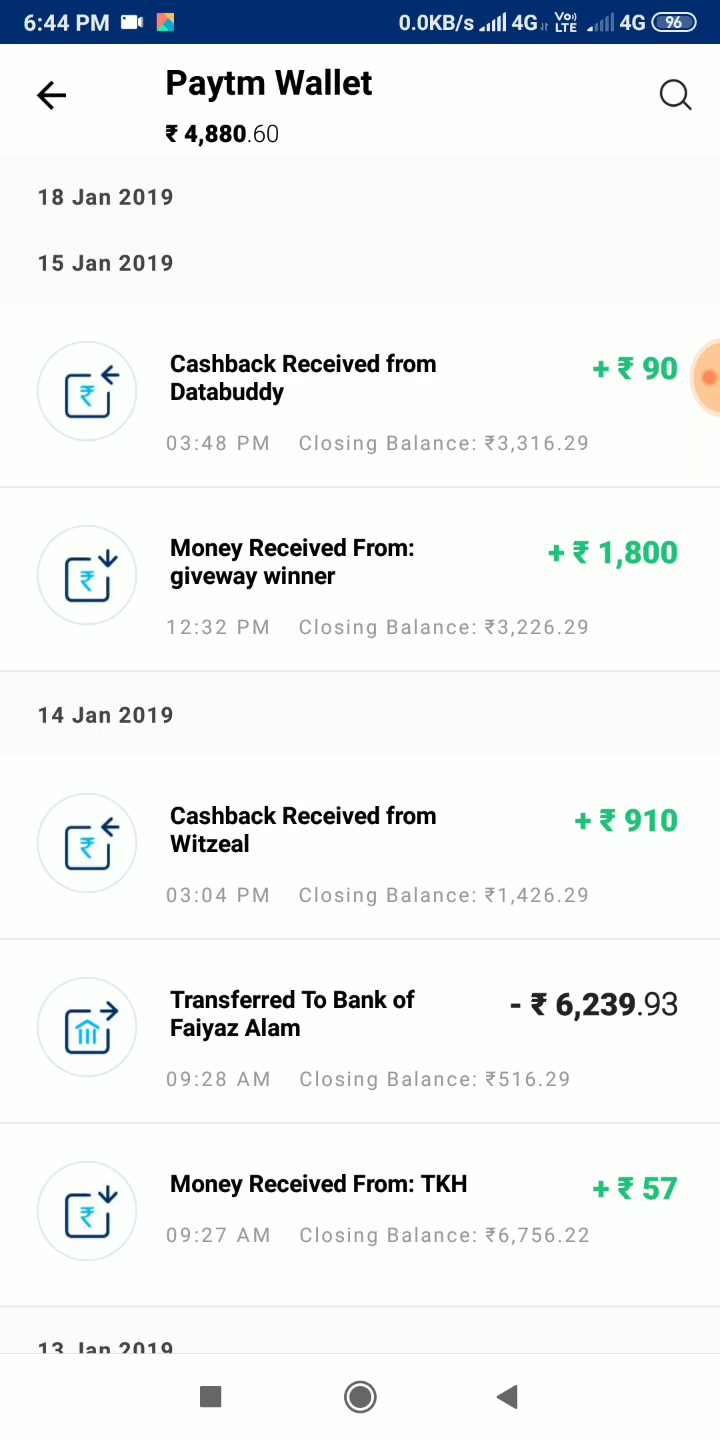 6:44 PM 0.0KB/s 4G Vo)) LTE 4G 96
Paytm Wallet
₹ 4,880.60
18 Jan 2019
15 Jan 2019
Cashback Received from + ₹ 90
Databuddy
03:48 PM Closing Balance: ₹3,316.29
Money Received From: + ₹ 1,800
giveway winner
12:32 PM Closing Balance: ₹3,226.29
14 Jan 2019
Cashback Received from + ₹ 910
Witzeal
03:04 PM Closing Balance: ₹1,426.29
Transferred To Bank of - ₹ 6,239.93
Faiyaz Alam
09:28 AM Closing Balance: ₹516.29
Money Received From: TKH + ₹ 57
09:27 AM Closing Balance: ₹6,756.22
13 Jan 2019